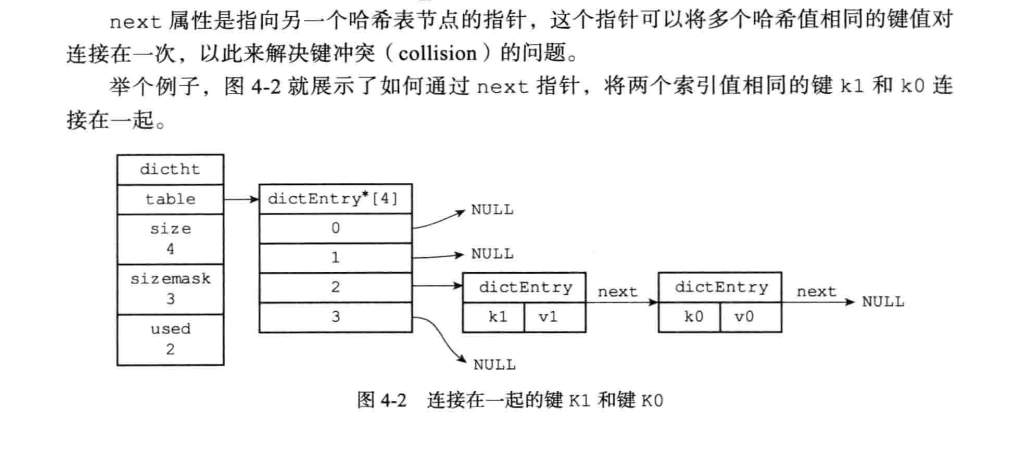 next 属性是指向另一个哈希表节点的指针，这个指针可以将多个哈希值相同的键值对
连接在一次，以此来解决键冲突（collision）的问题。
举个例子，图 4-2 就展示了如何通过 next 指针，将两个索引值相同的键 k1 和 k0 连
接在一起。
dictht
table
size
4
sizemask
3
used
2
dictEntry*[4]
0
1
2
3
NULL
NULL
dictEntry
k1 v1
next
dictEntry
k0 v0
next
NULL
NULL
图 4-2 连接在一起的键 K1 和键 K0